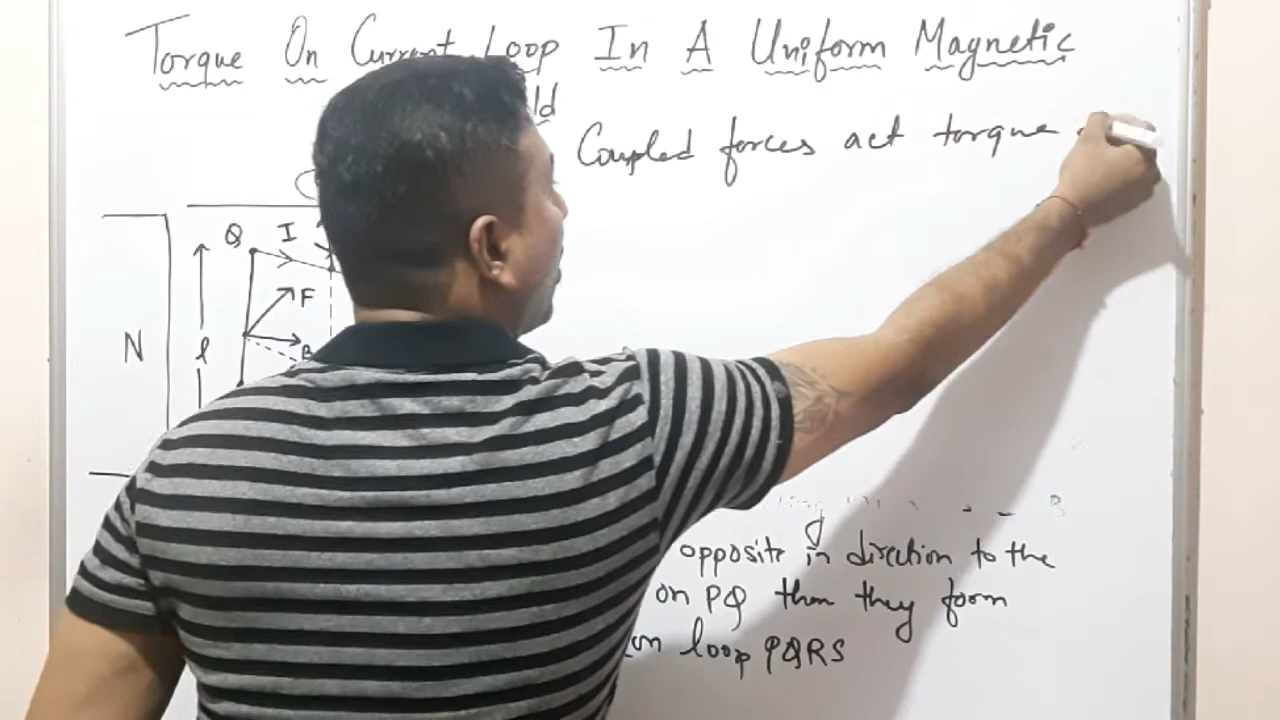 Torque On Current Loop In A Uniform Magnetic
ld
Coupled forces act torque
Q I
F
N l B
opposite in direction to the
on PQ then they form
on loop PQRS